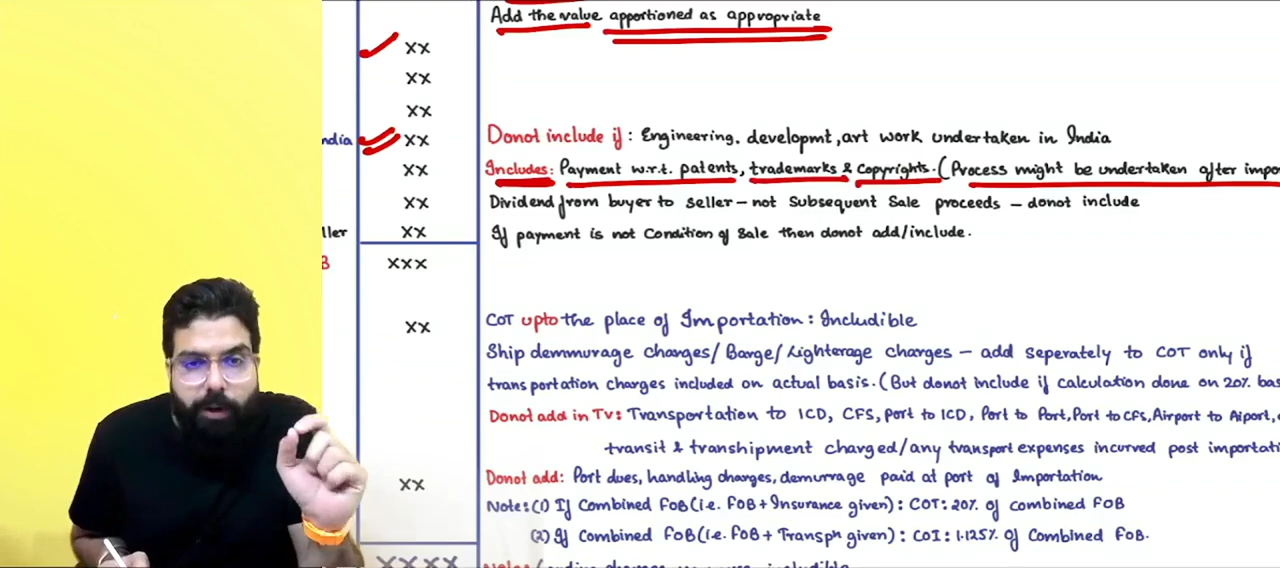 Add the value apportioned as appropriate
XX
XX
XX
ndia XX Donot include if: Engineering. developmt, art work undertaken in India
XX Includes: Payment w.r.t. patents, trademarks & Copyrights. (Process might be undertaken after impo
XX Dividend from buyer to seller - not Subsequent Sale proceeds - donot include
ller XX If payment is not Condition of Sale then donot add/include.
B XXX
XX COT upto the place of Importation: Includible
Ship demmurage charges/Barge/Lighterage charges - add seperately to COT only if
transportation charges included on actual basis. (But donot include if calculation done on 20% bas
Donot add in TV: Transportation to ICD, CFS, Port to ICD, Port to Port, Port to CFS, Airport to Aiport,
transit & transhipment charged/any transport expenses incurred post importati
XX Donot add: Port dues, handling charges, demurrage paid at port of Importation
Note: (1) If Combined FOB (i.e. FOB + Insurance given): COT: 20% of combined FOB
(2) If Combined FOB (i.e. FOB + Transpn given): COI: 1.125% of Combined FOB.
XXXX